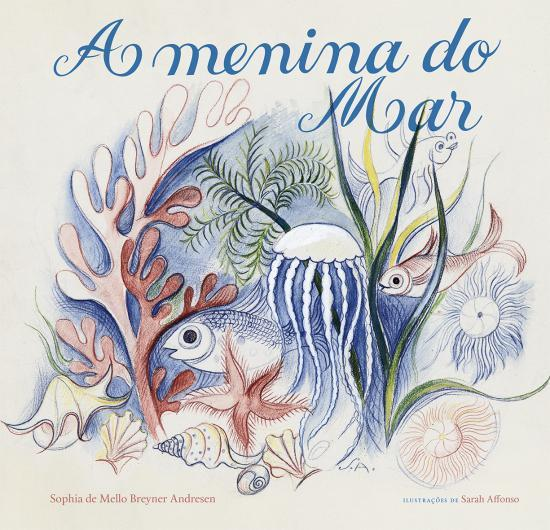 A menina do
Mar
S.A.
Sophia de Mello Breyner Andresen
ILUSTRAÇÕES DE Sarah Affonso